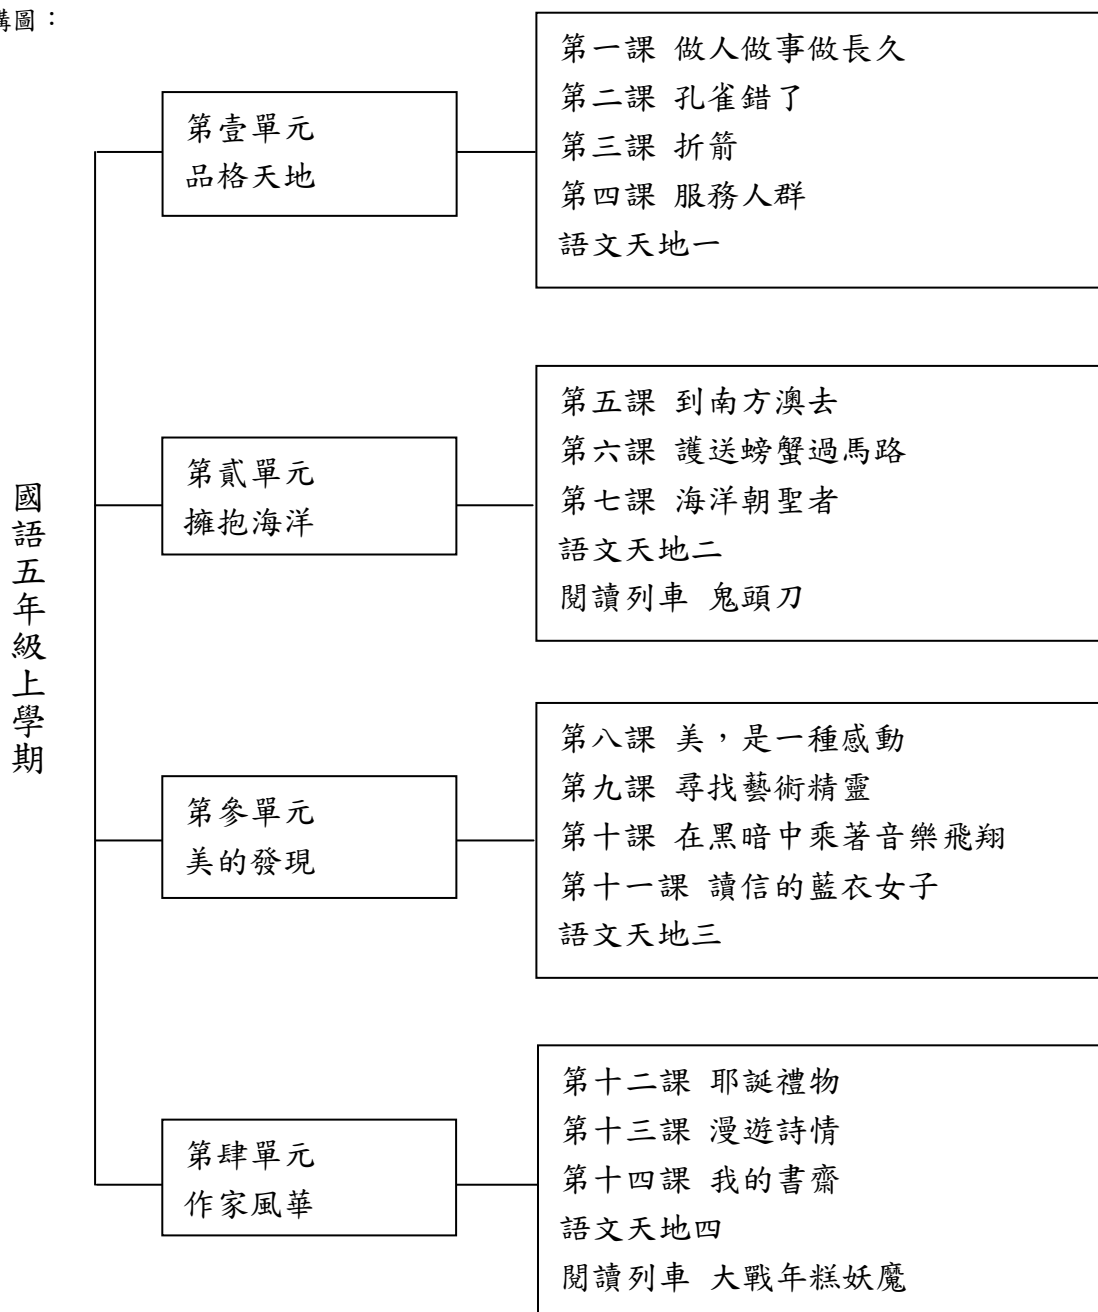 構圖：
國語五年級上學期
第壹單元
品格天地
第一課 做人做事做長久
第二課 孔雀錯了
第三課 折箭
第四課 服務人群
語文天地一
第貳單元
擁抱海洋
第五課 到南方澳去
第六課 護送螃蟹過馬路
第七課 海洋朝聖者
語文天地二
閱讀列車 鬼頭刀
第參單元
美的發現
第八課 美，是一種感動
第九課 尋找藝術精靈
第十課 在黑暗中乘著音樂飛翔
第十一課 讀信的藍衣女子
語文天地三
第肆單元
作家風華
第十二課 耶誕禮物
第十三課 漫遊詩情
第十四課 我的書齋
語文天地四
閱讀列車 大戰年糕妖魔